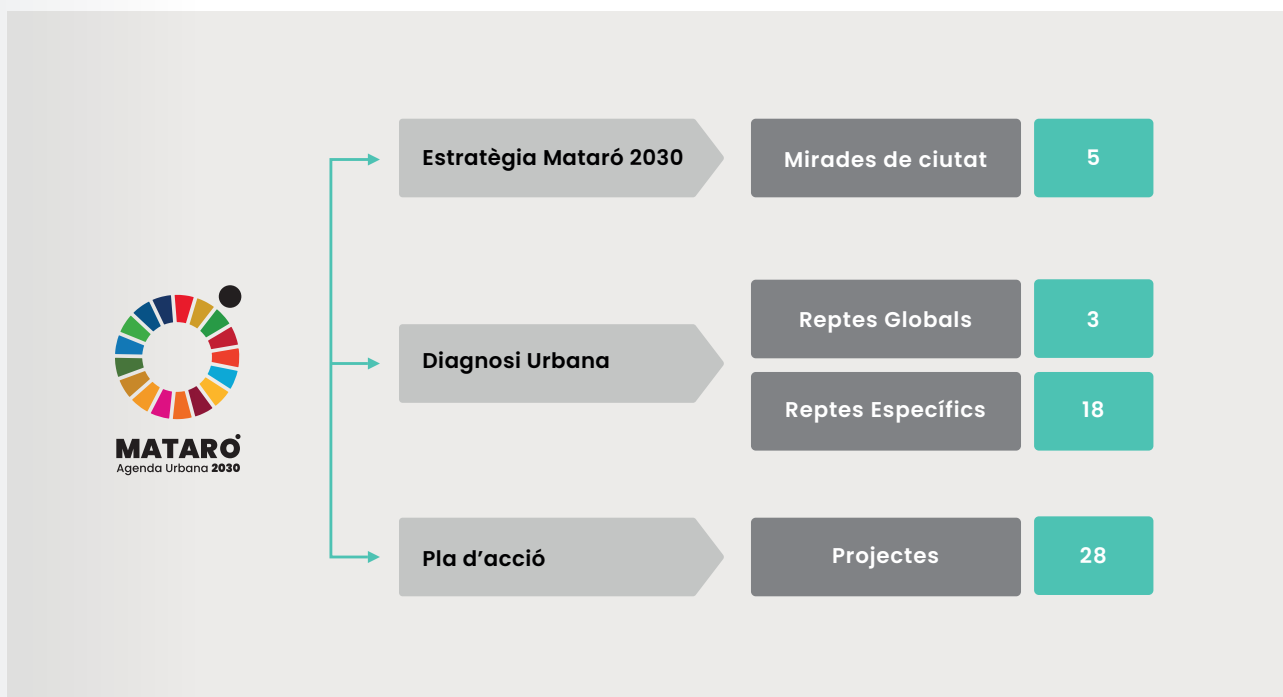 Estratègia Mataró 2030
Mirades de ciutat
5
Reptes Globals
3
Diagnosi Urbana
Reptes Específics
18
MATARÓ
Agenda Urbana 2030
Pla d’acció
Projectes
28